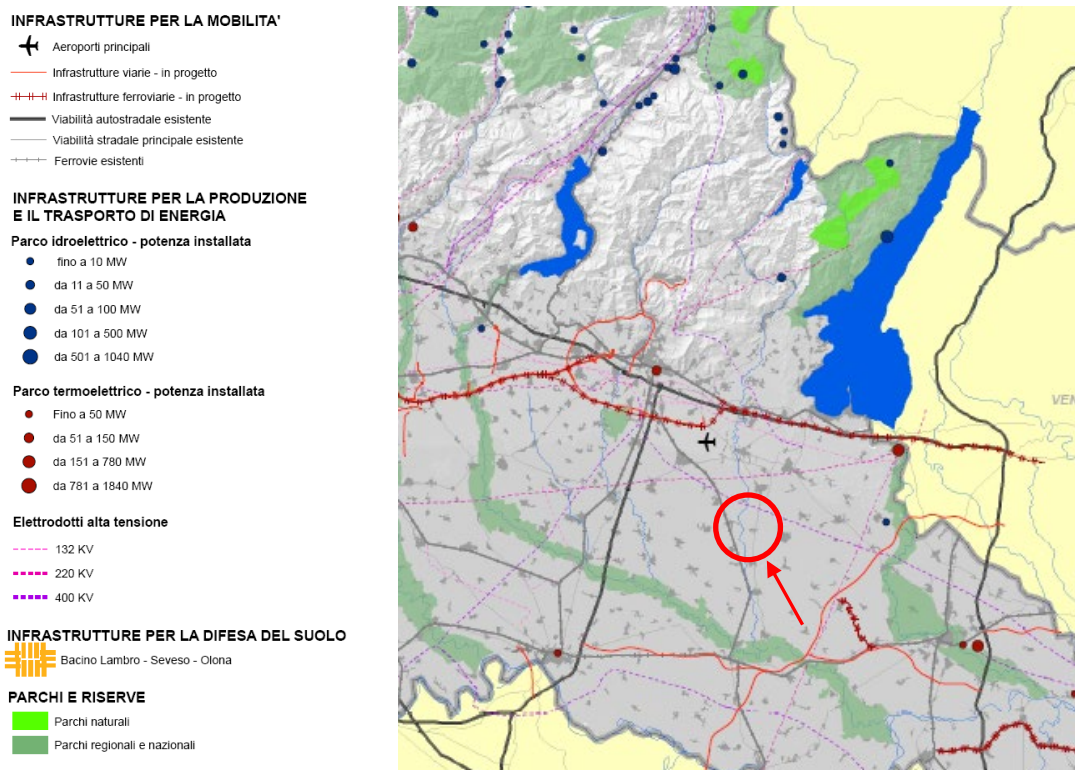 INFRASTRUTTURE PER LA MOBILITA'
Aeroporti principali
Infrastrutture viarie - in progetto
Infrastrutture ferroviarie - in progetto
Viabilità autostradale esistente
Viabilità stradale principale esistente
Ferrovie esistenti
INFRASTRUTTURE PER LA PRODUZIONE
E IL TRASPORTO DI ENERGIA
Parco idroelettrico - potenza installata
fino a 10 MW
da 11 a 50 MW
da 51 a 100 MW
da 101 a 500 MW
da 501 a 1040 MW
Parco termoelettrico - potenza installata
Fino a 50 MW
da 51 a 150 MW
da 151 a 780 MW
da 781 a 1840 MW
Elettrodotti alta tensione
132 KV
220 KV
400 KV
INFRASTRUTTURE PER LA DIFESA DEL SUOLO
Bacino Lambro - Seveso - Olona
PARCHI E RISERVE
Parchi naturali
Parchi regionali e nazionali
VEN